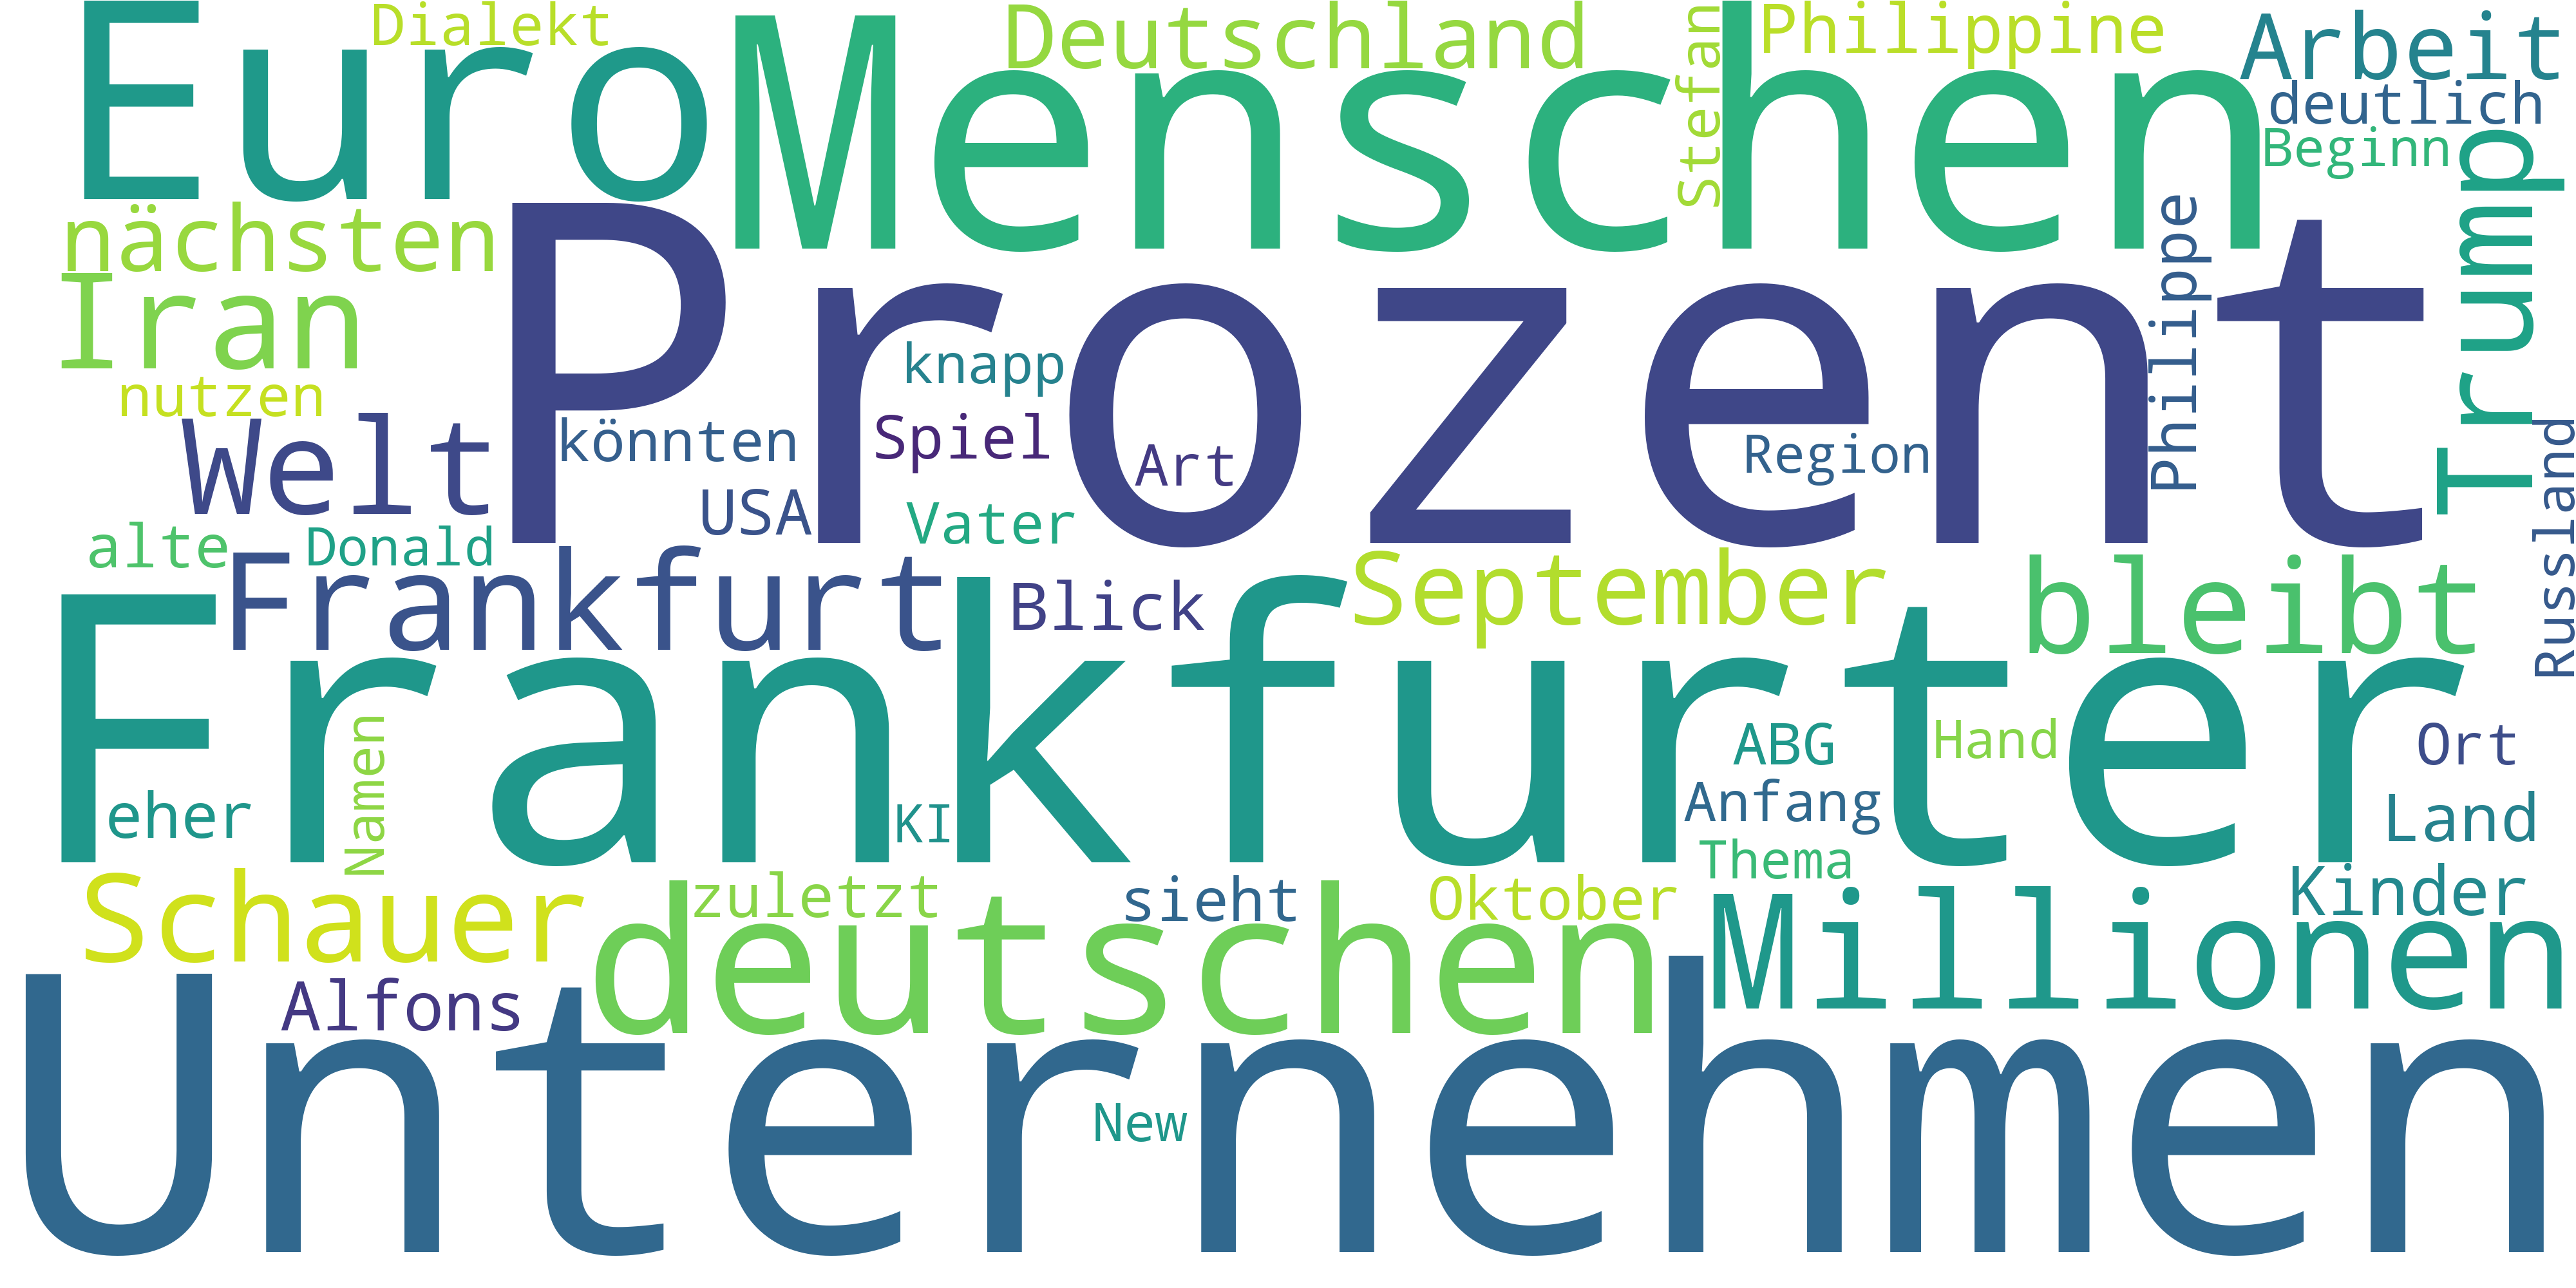 Euro
Dialekt
Menschen
Deutschland
Stefan
Philippine
Arbeit
deutlich
Beginn
Trump
nächsten
Iran
nutzen
Prozent
Philippe
knapp
Welt
könnten
Spiel
Art
Region
USA
Vater
Russland
alte
Donald
Frankfurt
Blick
September
bleibt
Frankfurter
Namen
eher
KI
ABG
Hand
Ort
Anfang
Land
Thema
Schauer
zuletzt
sieht
Oktober
Kinder
deutschen
Millionen
Alfons
Unternehmen
New